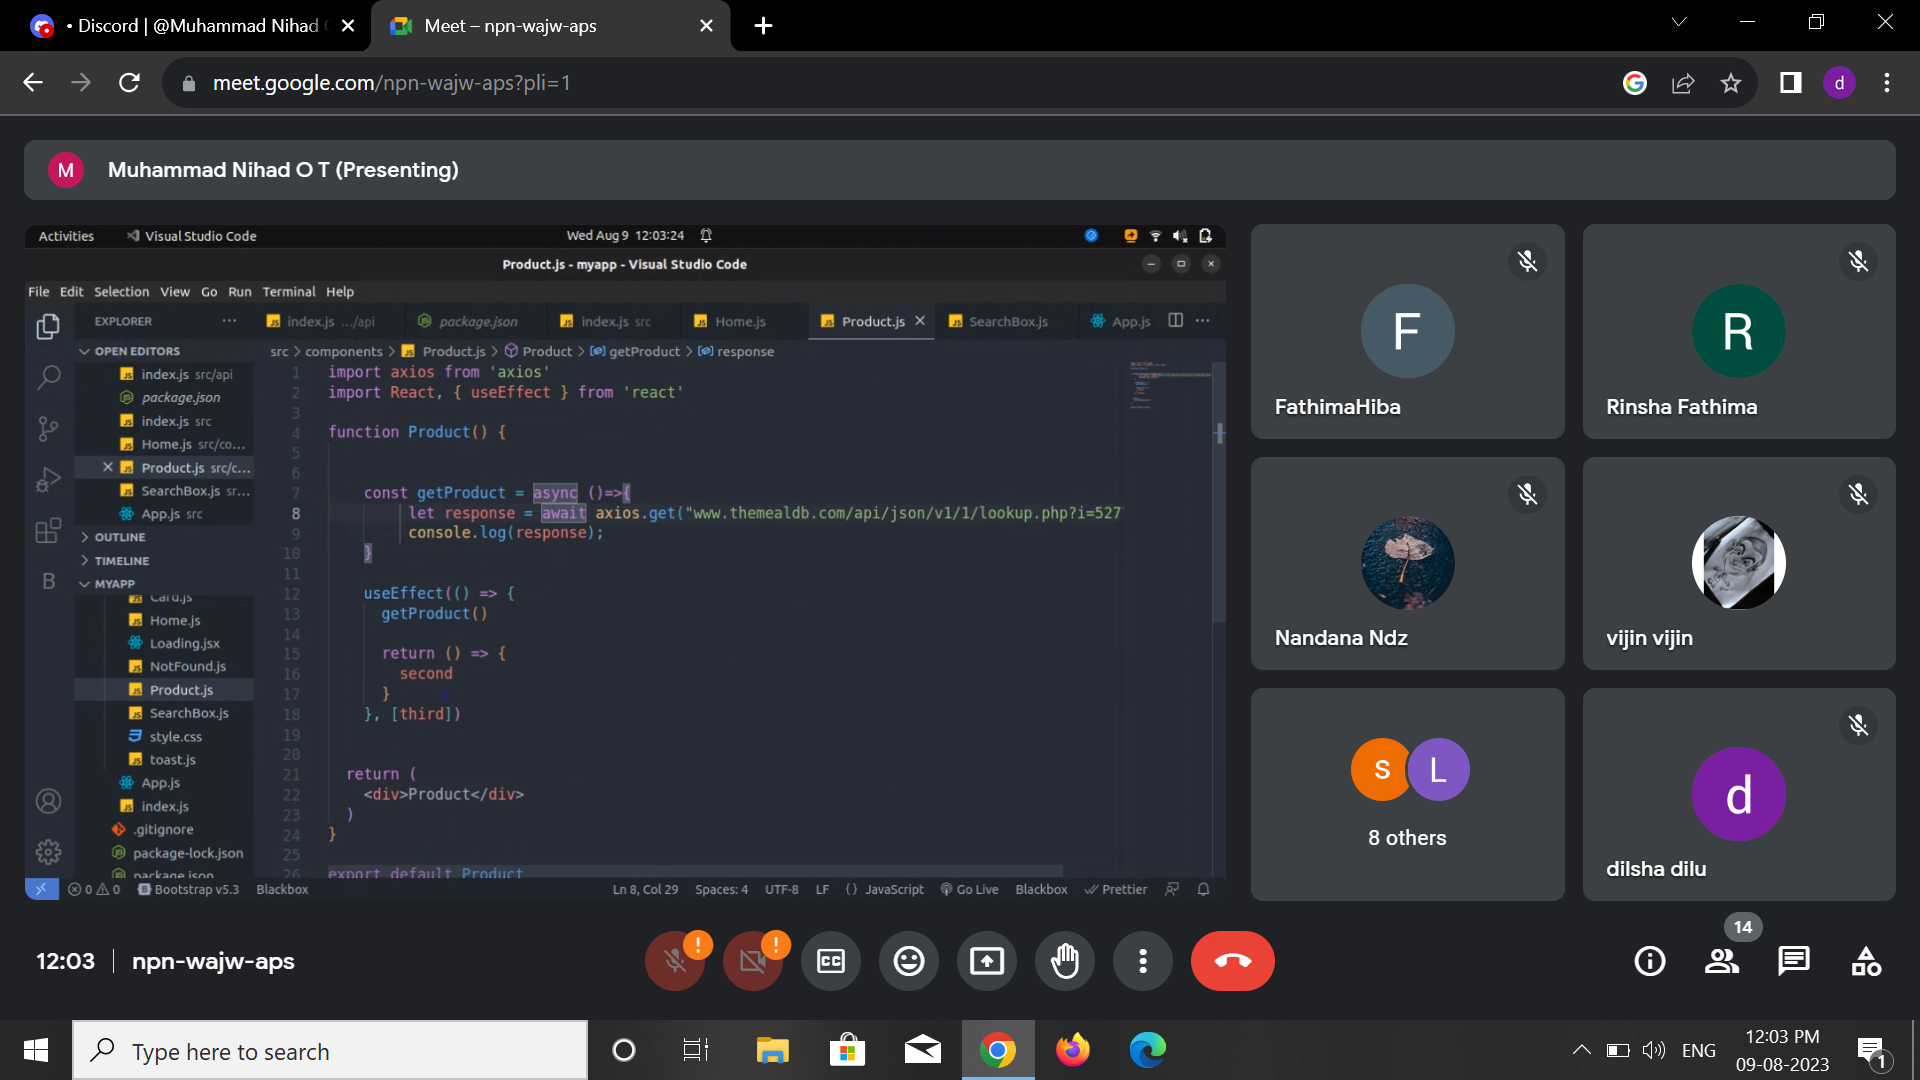 • Discord | @Muhammad Nihad
Meet – npn-wajw-aps
meet.google.com/npn-wajw-aps?pli=1
d
M
Muhammad Nihad O T (Presenting)
Activities
Visual Studio Code
Wed Aug 9 12:03:24
Product.js - myapp - Visual Studio Code
File Edit Selection View Go Run Terminal Help
EXPLORER
index.js .../api
package.json
index.js src
Home.js
Product.js
SearchBox.js
App.js
src > components > Product.js > Product > getProduct > response
OPEN EDITORS
index.js src/api
package.json
index.js src
Home.js src/co...
Product.js src/c...
SearchBox.js sr...
App.js src
OUTLINE
TIMELINE
MYAPP
Card.js
Home.js
Loading.jsx
NotFound.js
Product.js
SearchBox.js
style.css
toast.js
App.js
index.js
.gitignore
package-lock.json
package.json
B
1 import axios from 'axios'
2 import React, { useEffect } from 'react'
3
4 function Product() {
5
6
7 const getProduct = async ()=>{
8 let response = await axios.get("www.themealdb.com/api/json/v1/1/lookup.php?i=527
9 console.log(response);
10 }
11
12 useEffect(() => {
13 getProduct()
14
15 return () => {
16 second
17 }
18 }, [third])
19
20
21 return (
22 <div>Product</div>
23 )
24 }
25
26 export default Product
0 0
Bootstrap v5.3
Blackbox
Ln 8, Col 29
Spaces: 4
UTF-8
LF
{} JavaScript
Go Live
Blackbox
Prettier
F
FathimaHiba
R
Rinsha Fathima
Nandana Ndz
vijin vijin
S L
8 others
d
dilsha dilu
12:03
npn-wajw-aps
!
!
CC
14
Type here to search
ENG
12:03 PM
09-08-2023
1